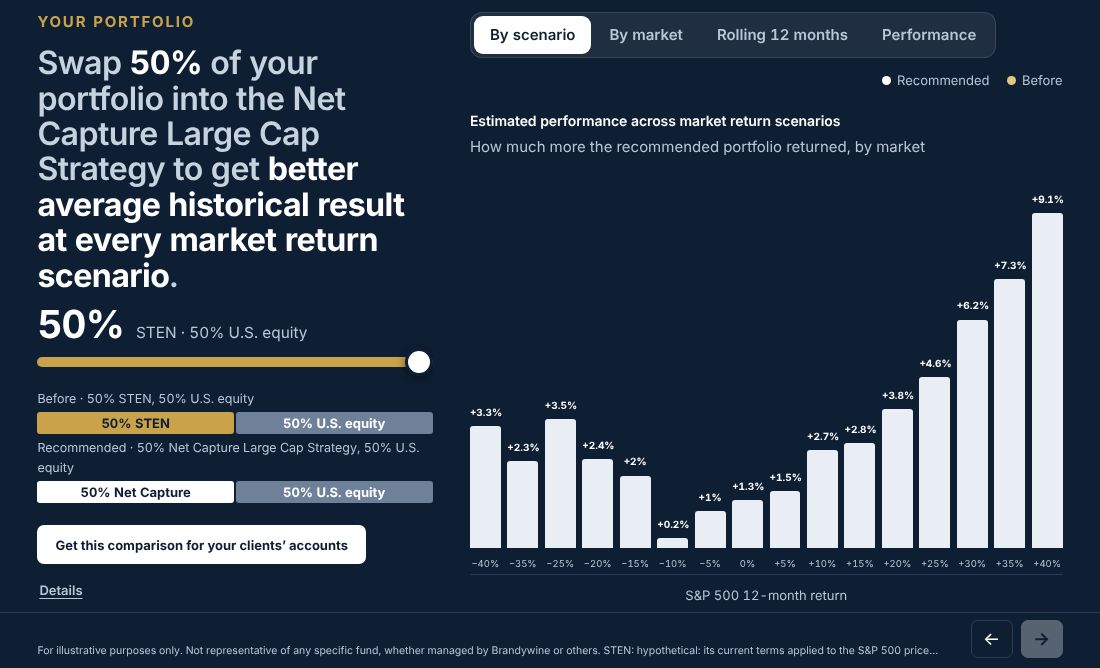 YOUR PORTFOLIO
Swap 50% of your
portfolio into the Net
Capture Large Cap
Strategy to get better
average historical result
at every market return
scenario.
50% STEN · 50% U.S. equity
Before · 50% STEN, 50% U.S. equity
50% STEN 50% U.S. equity
Recommended · 50% Net Capture Large Cap Strategy, 50% U.S.
equity
50% Net Capture 50% U.S. equity
Get this comparison for your clients’ accounts
Details
By scenario By market Rolling 12 months Performance
Recommended Before
Estimated performance across market return scenarios
How much more the recommended portfolio returned, by market
+3.3% +2.3% +3.5% +2.4% +2% +0.2% +1% +1.3% +1.5% +2.7% +2.8% +3.8% +4.6% +6.2% +7.3% +9.1%
−40% −35% −25% −20% −15% −10% −5% 0% +5% +10% +15% +20% +25% +30% +35% +40%
S&P 500 12-month return
For illustrative purposes only. Not representative of any specific fund, whether managed by Brandywine or others. STEN: hypothetical: its current terms applied to the S&P 500 price...